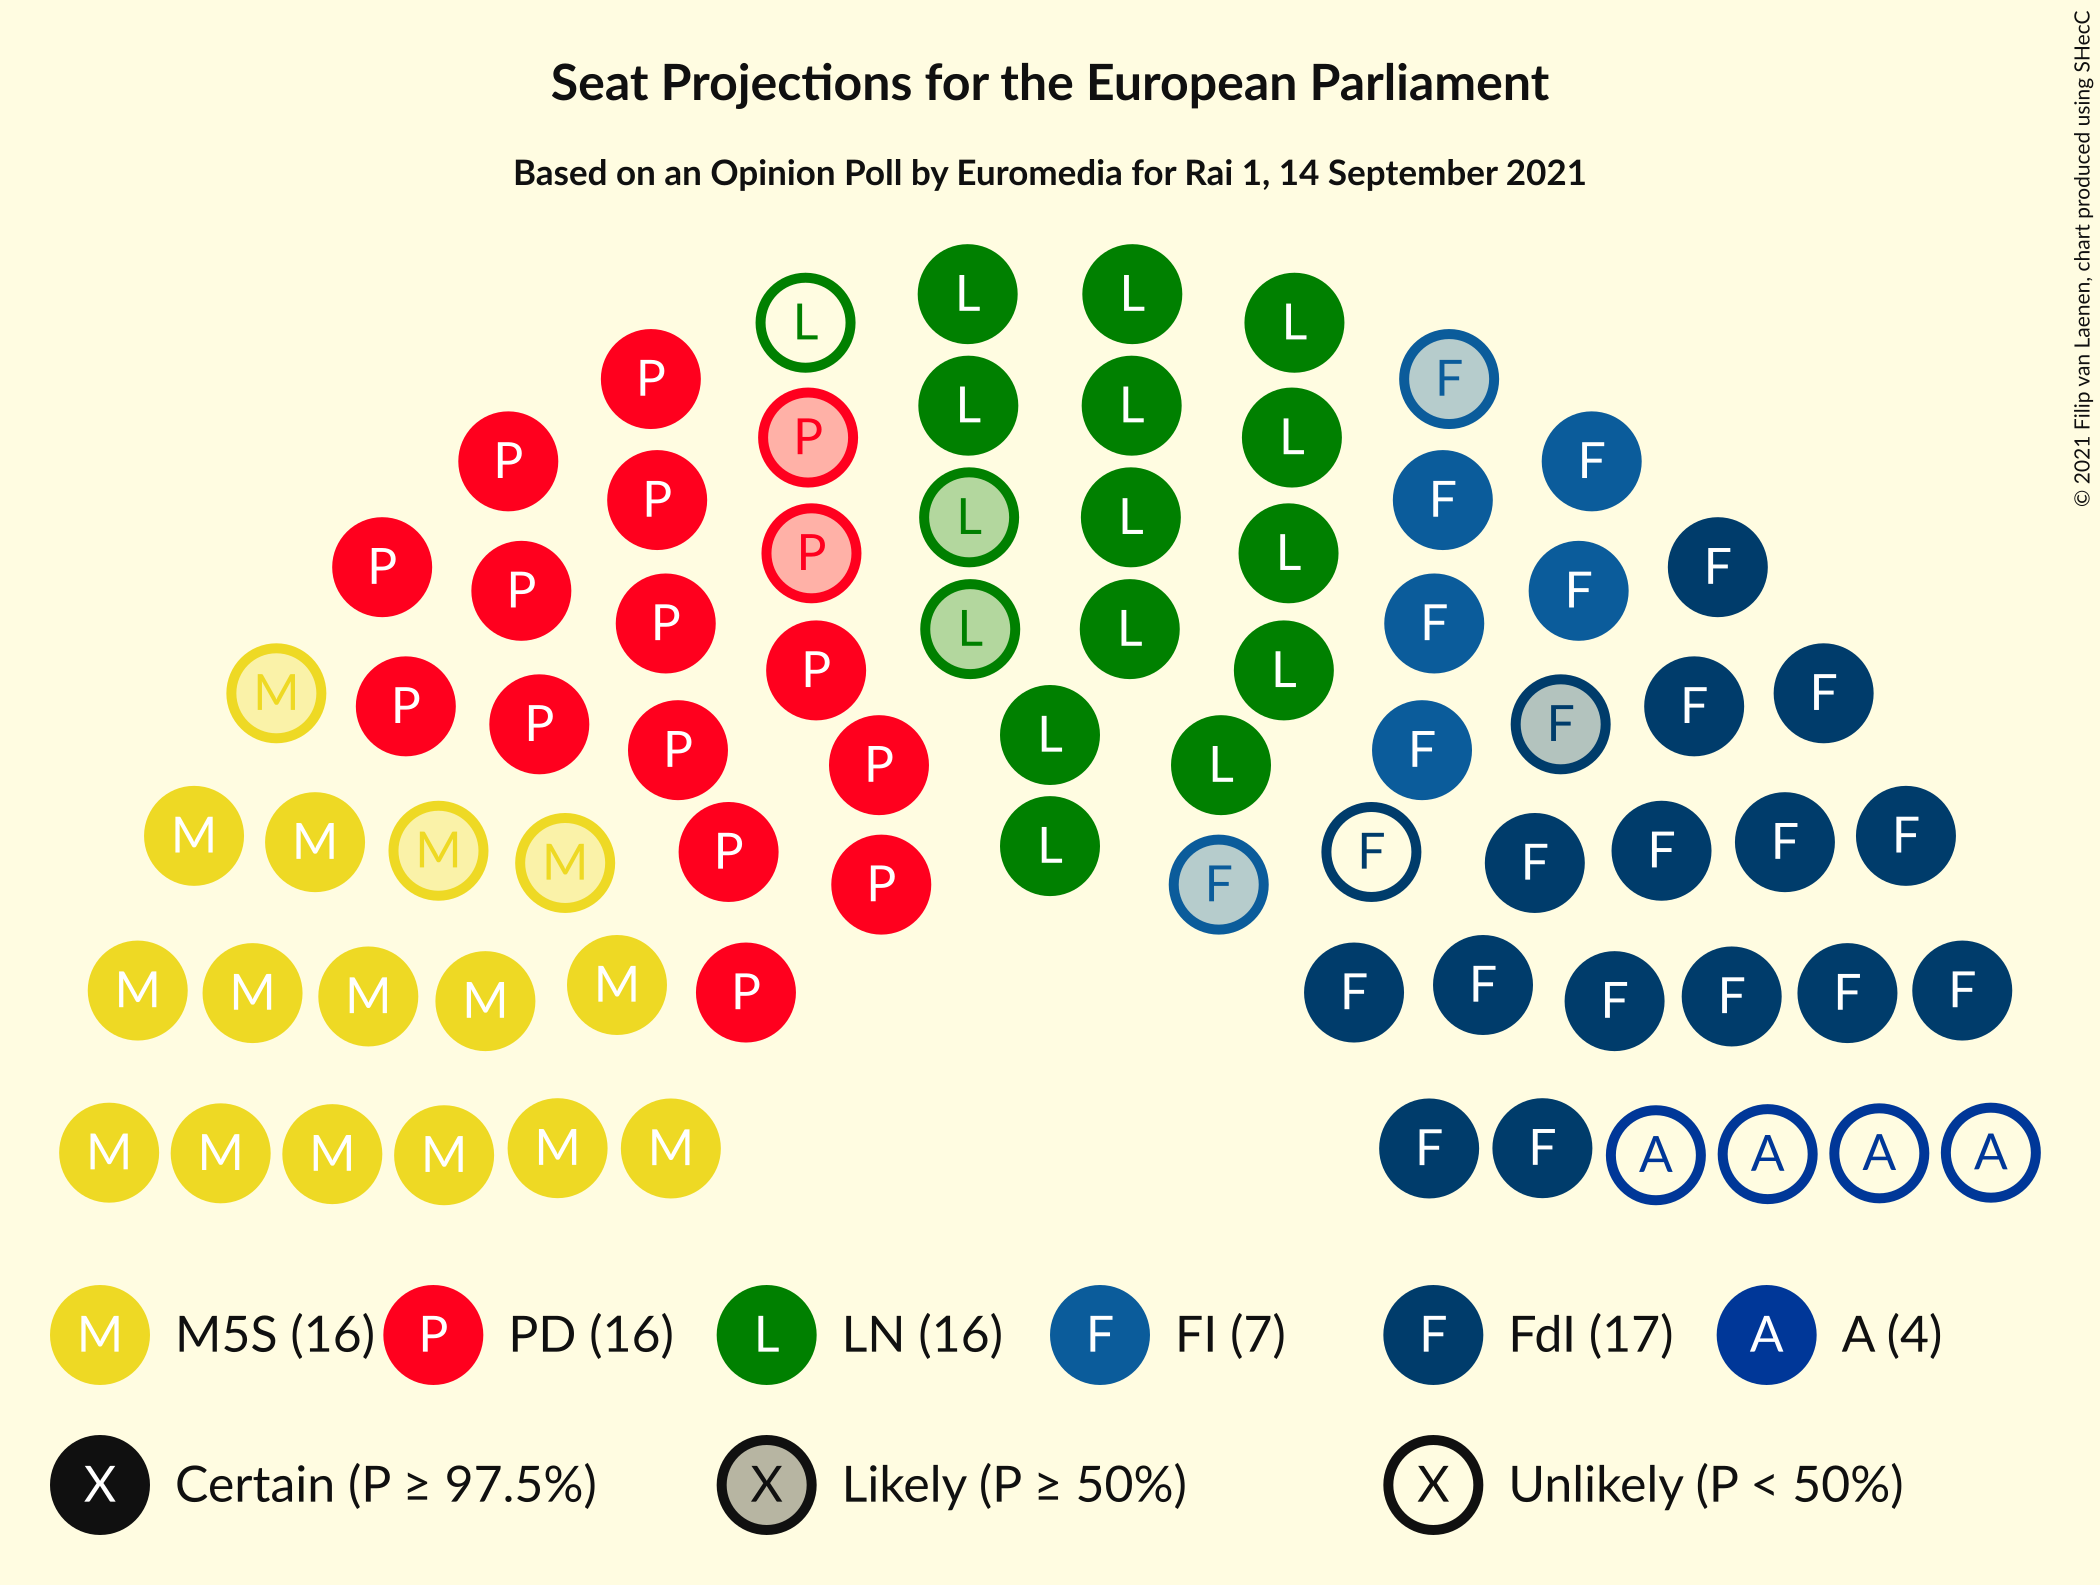 Seat Projections for the European Parliament
Based on an Opinion Poll by Euromedia for Rai 1, 14 September 2021
© 2021 Filip van Laenen, chart produced using SHecC
L L
L L
P F
L L
P L
P F
P F
L L
P L
P F
P F
P F
L L
P F
L L
M F
P F
P F
L
P F
P L
M F
M F
P F
L
M F
M F
P F
M F
M F
P F
M F
M F
M F
M F
M A
M A
M A
M A
M F
M F
M M5S (16) P PD (16) L LN (16) F FI (7) F FdI (17) A A (4)
X Certain (P ≥ 97.5%) X Likely (P ≥ 50%) X Unlikely (P < 50%)